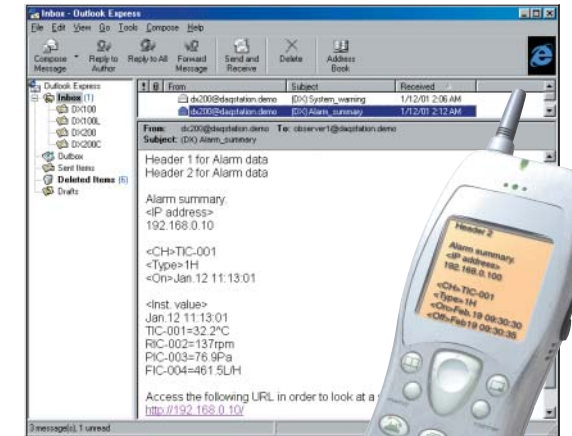 Inbox - Outlook Express
File Edit View Go Tools Compose Help
Compose Message
Reply to Author
Reply to All
Forward Message
Send and Receive
Delete
Address Book
Outlook Express
Inbox (1)
DX100
DX100L
DX200
DX200C
Outbox
Sent Items
Deleted Items (6)
Drafts
From Subject Received
dx200@daqstation.demo (DX) System_warning 1/12/01 2:06 AM
dx200@daqstation.demo (DX) Alarm_summary 1/12/01 2:12 AM
From: dx200@daqstation.demo To: observer1@daqstation.demo
Subject: (DX) Alarm_summary
Header 1 for Alarm data
Header 2 for Alarm data
Alarm summary.
<IP address>
192.168.0.10
<CH>TIC-001
<Type>1H
<On>Jan.12 11:13:01
<Inst. value>
Jan.12 11:13:01
TIC-001=32.2^C
RIC-002=137rpm
PIC-003=76.9Pa
FIC-004=461.5L/H
Access the following URL in order to look at a
http://192.168.0.10/
3 message(s), 1 unread
Header 2
Alarm summary.
<IP address>
192.168.0.100
<CH>TIC-001
<Type>1H
<On>Feb.19 09:30:30
<Off>Feb19 09:30:35